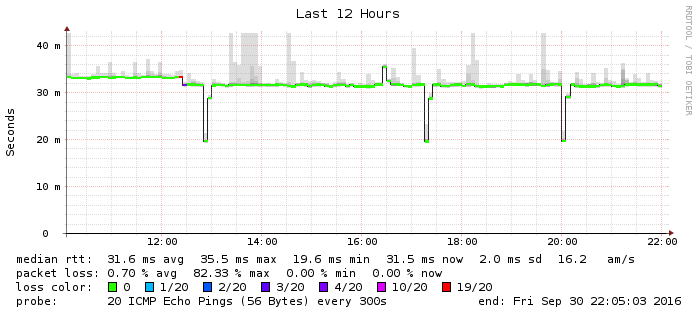 Last 12 Hours
RRDTOOL / TOBI OETIKER
Seconds
40 m
30 m
20 m
10 m
0
12:00 14:00 16:00 18:00 20:00 22:00
median rtt: 31.6 ms avg 35.5 ms max 19.6 ms min 31.5 ms now 2.0 ms sd 16.2 am/s
packet loss: 0.70 % avg 82.33 % max 0.00 % min 0.00 % now
loss color: 0 1/20 2/20 3/20 4/20 10/20 19/20
probe: 20 ICMP Echo Pings (56 Bytes) every 300s end: Fri Sep 30 22:05:03 2016